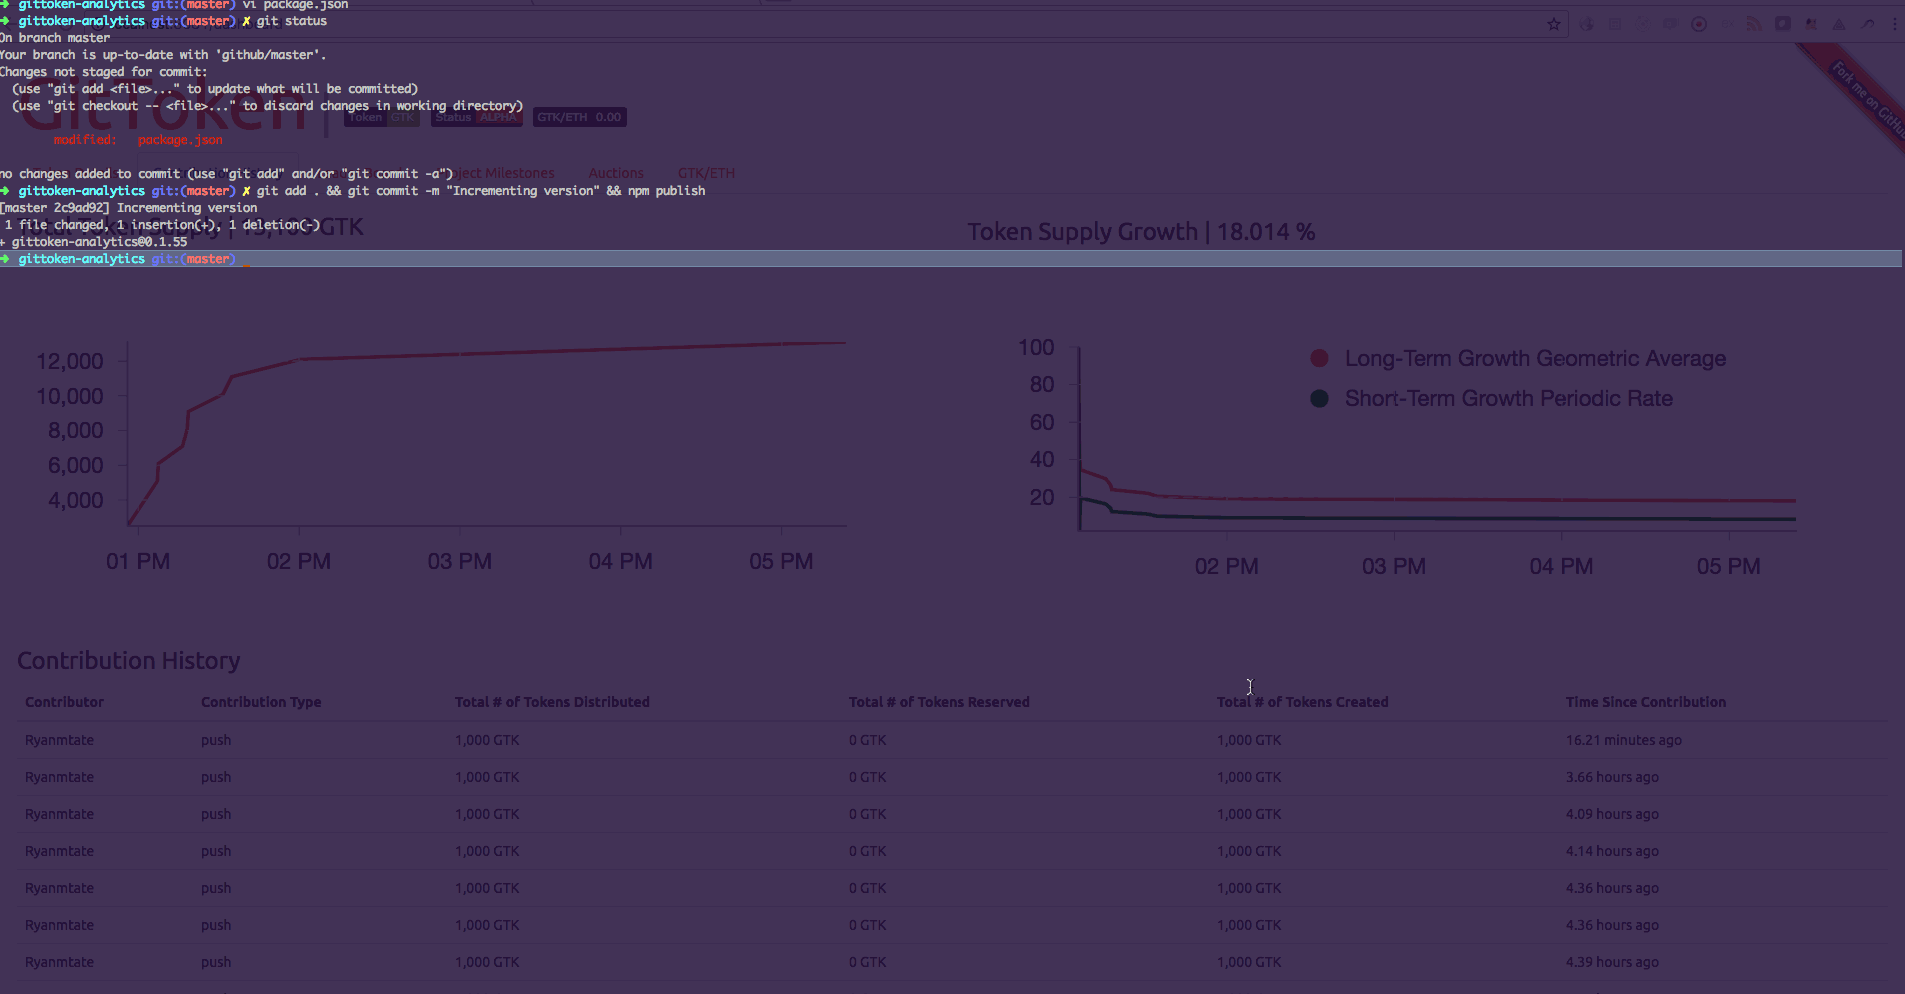 ➜ gittoken-analytics git:(master) vi package.json
➜ gittoken-analytics git:(master) ✗ git status
On branch master
Your branch is up-to-date with 'github/master'.
Changes not staged for commit:
(use "git add <file>..." to update what will be committed)
(use "git checkout -- <file>..." to discard changes in working directory)
modified: package.json
no changes added to commit (use "git add" and/or "git commit -a")
➜ gittoken-analytics git:(master) ✗ git add . && git commit -m "Incrementing version" && npm publish
[master 2c9ad92] Incrementing version
1 file changed, 1 insertion(+), 1 deletion(-)
+ gittoken-analytics@0.1.55
➜ gittoken-analytics git:(master)
GitToken
Token GTK Status ALPHA GTK/ETH 0.00
Fork me on GitHub
Project Milestones Auctions GTK/ETH
Total Token Supply | 13,100 GTK
12,000
10,000
8,000
6,000
4,000
01 PM 02 PM 03 PM 04 PM 05 PM
Token Supply Growth | 18.014 %
100
80
60
40
20
Long-Term Growth Geometric Average
Short-Term Growth Periodic Rate
02 PM 03 PM 04 PM 05 PM
Contribution History
Contributor Contribution Type Total # of Tokens Distributed Total # of Tokens Reserved Total # of Tokens Created Time Since Contribution
Ryanmtate push 1,000 GTK 0 GTK 1,000 GTK 16.21 minutes ago
Ryanmtate push 1,000 GTK 0 GTK 1,000 GTK 3.66 hours ago
Ryanmtate push 1,000 GTK 0 GTK 1,000 GTK 4.09 hours ago
Ryanmtate push 1,000 GTK 0 GTK 1,000 GTK 4.14 hours ago
Ryanmtate push 1,000 GTK 0 GTK 1,000 GTK 4.36 hours ago
Ryanmtate push 1,000 GTK 0 GTK 1,000 GTK 4.36 hours ago
Ryanmtate push 1,000 GTK 0 GTK 1,000 GTK 4.39 hours ago